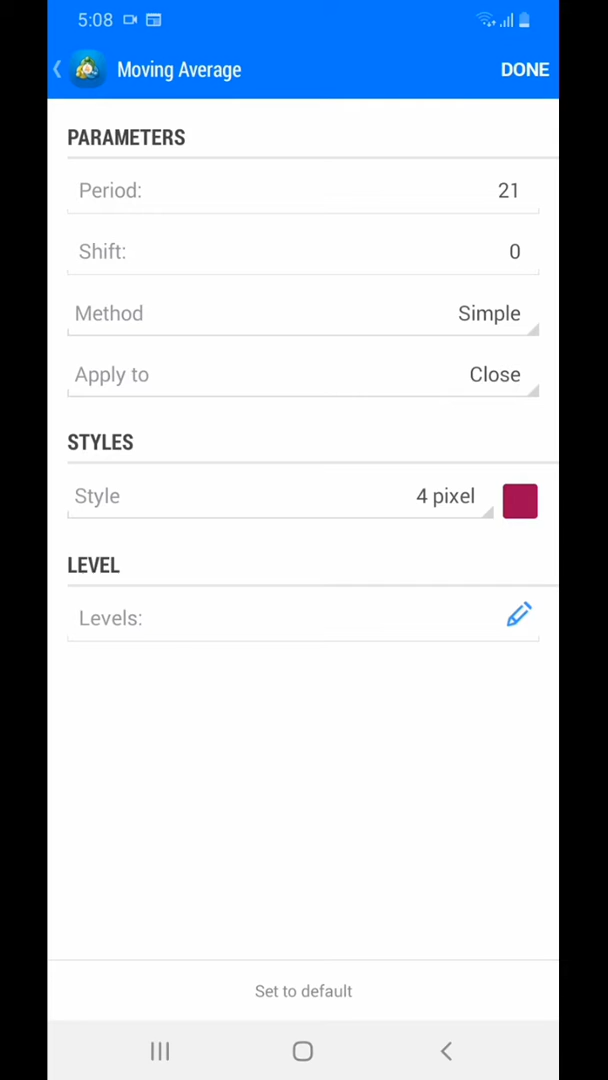 5:08
Moving Average DONE
PARAMETERS
Period: 21
Shift: 0
Method Simple
Apply to Close
STYLES
Style 4 pixel
LEVEL
Levels:
Set to default